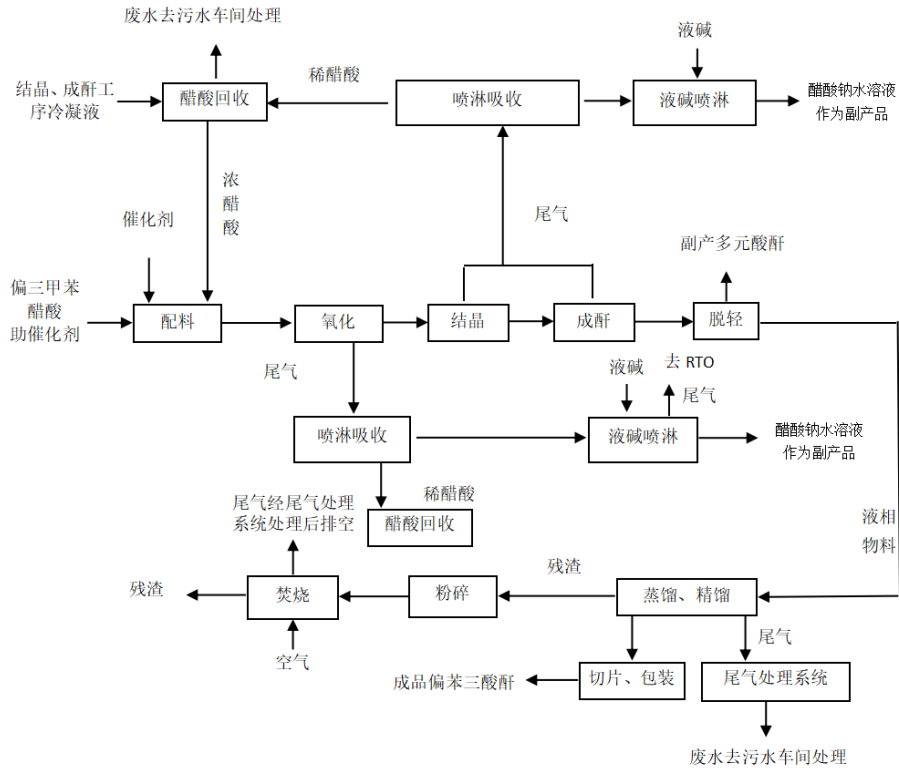 废水去污水车间处理
液碱
结晶、成酐工
序冷凝液
醋酸回收
稀醋酸
喷淋吸收
液碱喷淋
醋酸钠水溶液
作为副产品
浓
醋
酸
催化剂
尾气
副产多元酸酐
偏三甲苯
醋酸
助催化剂
配料
氧化
结晶
成酐
脱轻
尾气
液碱
去 RTO
尾气
喷淋吸收
液碱喷淋
醋酸钠水溶液
作为副产品
稀醋酸
醋酸回收
尾气经尾气处理
系统处理后排空
液相
物料
残渣
焚烧
粉碎
残渣
蒸馏、精馏
空气
尾气
成品偏苯三酸酐
切片、包装
尾气处理系统
废水去污水车间处理